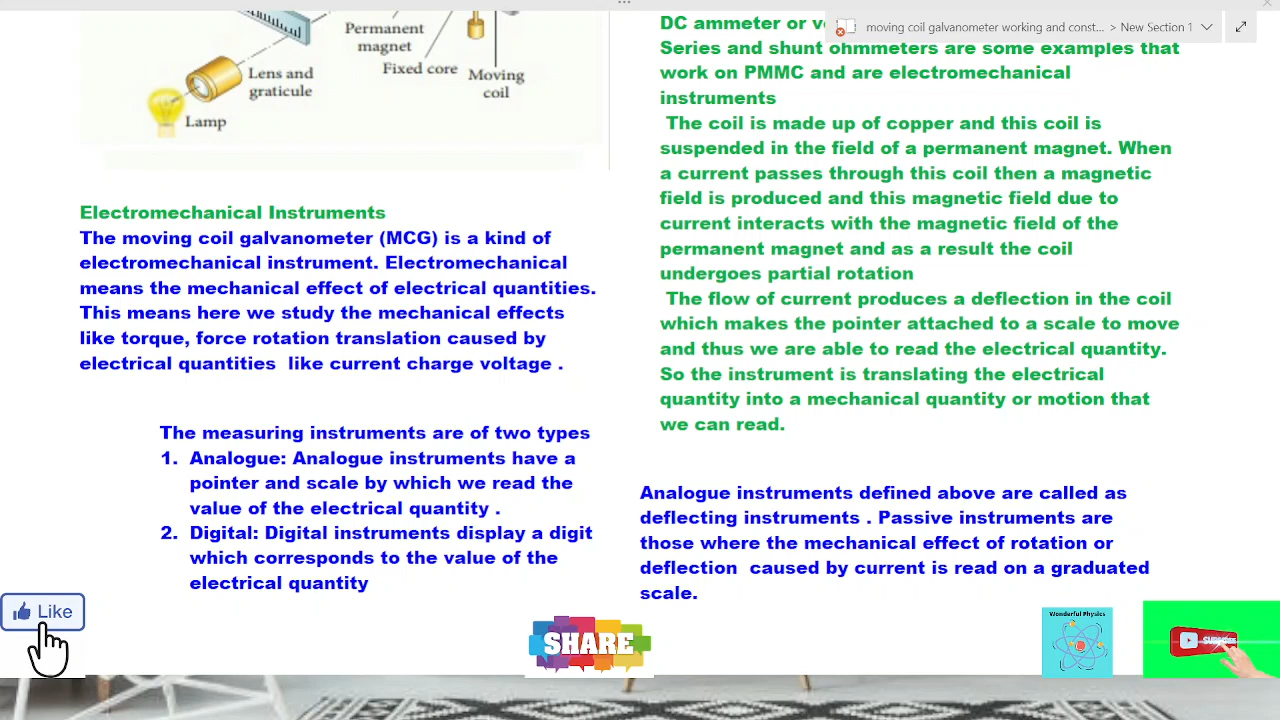 Permanent
magnet
Fixed core
Moving
coil
Lens and
graticule
Lamp
Electromechanical Instruments
The moving coil galvanometer (MCG) is a kind of
electromechanical instrument. Electromechanical
means the mechanical effect of electrical quantities.
This means here we study the mechanical effects
like torque, force rotation translation caused by
electrical quantities like current charge voltage .
The measuring instruments are of two types
1. Analogue: Analogue instruments have a
pointer and scale by which we read the
value of the electrical quantity .
2. Digital: Digital instruments display a digit
which corresponds to the value of the
electrical quantity
moving coil galvanometer working and const... > New Section 1
DC ammeter or
Series and shunt ohmmeters are some examples that
work on PMMC and are electromechanical
instruments
The coil is made up of copper and this coil is
suspended in the field of a permanent magnet. When
a current passes through this coil then a magnetic
field is produced and this magnetic field due to
current interacts with the magnetic field of the
permanent magnet and as a result the coil
undergoes partial rotation
The flow of current produces a deflection in the coil
which makes the pointer attached to a scale to move
and thus we are able to read the electrical quantity.
So the instrument is translating the electrical
quantity into a mechanical quantity or motion that
we can read.
Analogue instruments defined above are called as
deflecting instruments . Passive instruments are
those where the mechanical effect of rotation or
deflection caused by current is read on a graduated
scale.
Like
SHARE
Wonderful Physics